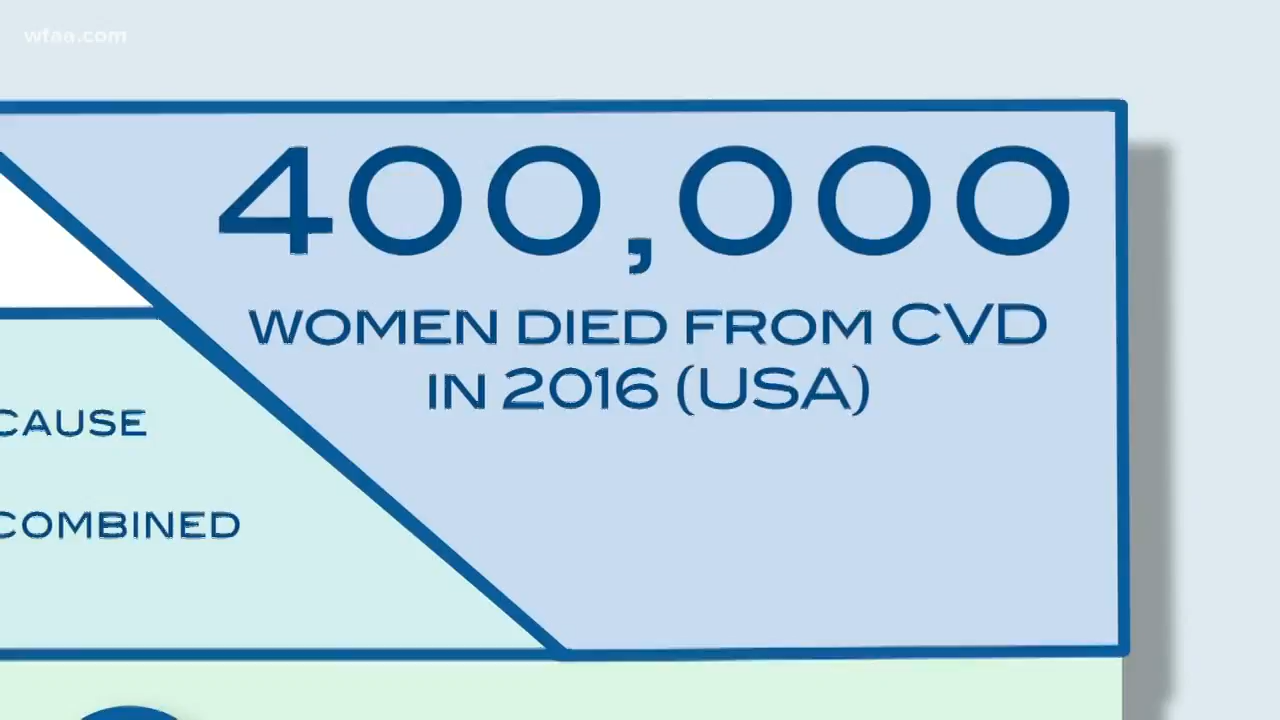 wfaa.com
400,000
WOMEN DIED FROM CVD
IN 2016 (USA)
CAUSE
COMBINED